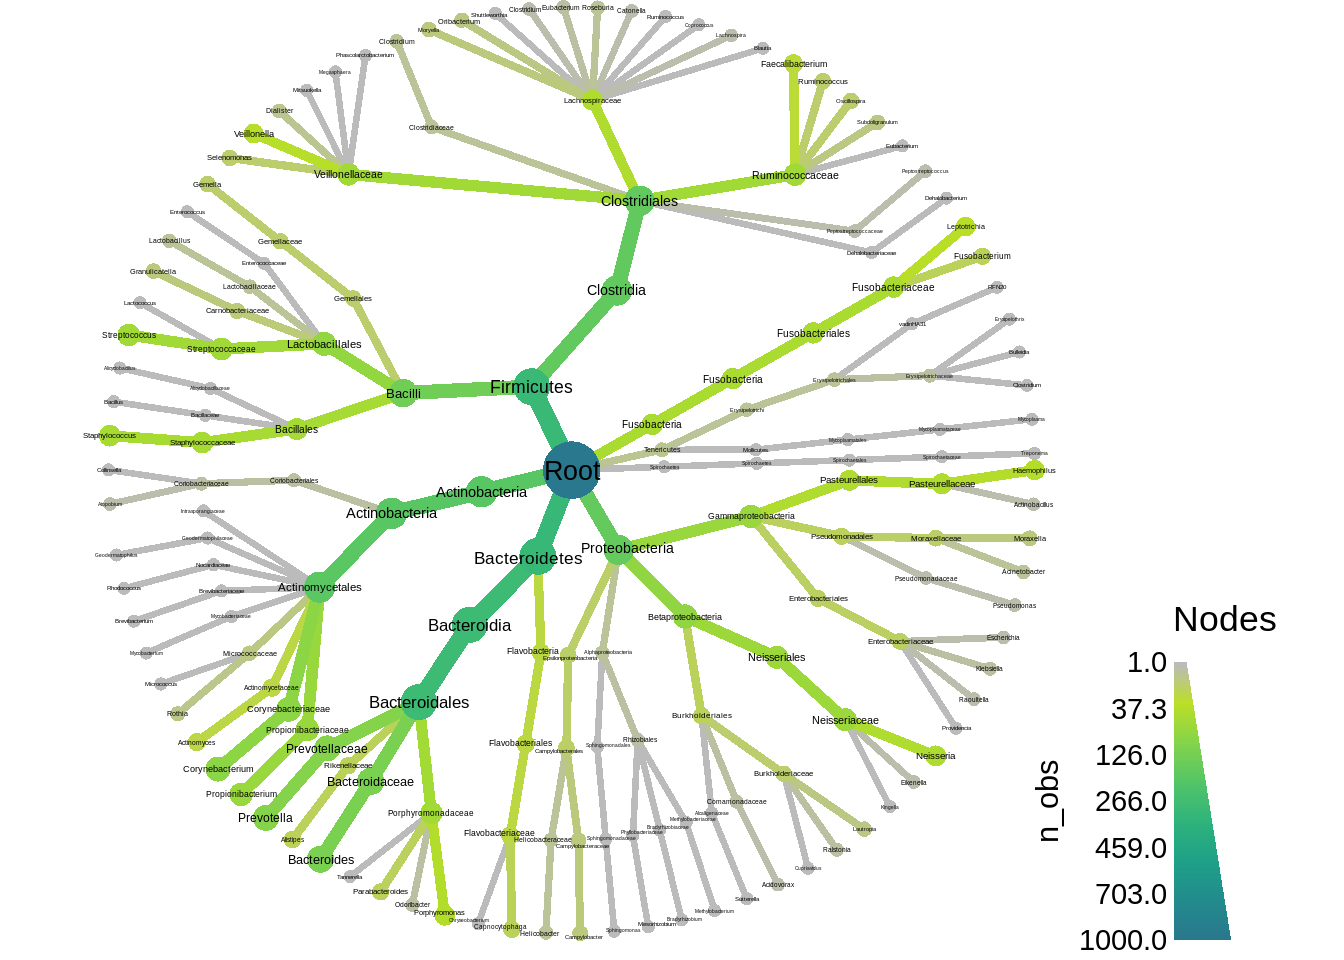 Shuttleworthia
Clostridium
Eubacterium
Roseburia
Catonella
Ruminococcus
Coprococcus
Lachnospira
Blautia
Oribacterium
Moryella
Clostridium
Phascolarctobacterium
Megasphaera
Mitsuokella
Dialister
Veillonella
Selenomonas
Lachnospiraceae
Clostridiaceae
Veillonellaceae
Faecalibacterium
Ruminococcus
Oscillospira
Subdoligranulum
Eubacterium
Ruminococcaceae
Clostridiales
Peptostreptococcus
Dehalobacterium
Peptostreptococcaceae
Dehalobacteriaceae
Gemella
Enterococcus
Gemellaceae
Lactobacillus
Enterococcaceae
Granulicatella
Lactobacillaceae
Gemellales
Lactococcus
Carnobacteriaceae
Streptococcus
Streptococcaceae
Lactobacillales
Clostridia
Leptotrichia
Fusobacterium
Fusobacteriaceae
RFN20
vadinHA31
Erysipelothrix
Fusobacteriales
Bulleidia
Clostridium
Erysipelotrichaceae
Erysipelotrichales
Fusobacteria
Erysipelotrichi
Fusobacteria
Alicyclobacillus
Alicyclobacillaceae
Bacillus
Bacillaceae
Bacilli
Firmicutes
Staphylococcus
Staphylococcaceae
Bacillales
Tenericutes
Mollicutes
Mycoplasmatales
Mycoplasmataceae
Mycoplasma
Spirochaetes
Spirochaetes
Spirochaetales
Spirochaetaceae
Treponema
Root
Collinsella
Coriobacteriaceae
Coriobacteriales
Atopobium
Actinobacteria
Actinobacteria
Pasteurellales
Pasteurellaceae
Haemophilus
Actinobacillus
Gammaproteobacteria
Pseudomonadales
Moraxellaceae
Moraxella
Acinetobacter
Pseudomonadaceae
Pseudomonas
Proteobacteria
Bacteroidetes
Intrasporangiaceae
Geodermatophilaceae
Geodermatophilus
Nocardiaceae
Rhodococcus
Brevibacteriaceae
Brevibacterium
Mycobacteriaceae
Mycobacterium
Actinomycetales
Micrococcaceae
Micrococcus
Rothia
Actinomycetaceae
Actinomyces
Corynebacteriaceae
Corynebacterium
Propionibacteriaceae
Propionibacterium
Enterobacteriales
Enterobacteriaceae
Escherichia
Klebsiella
Raoultella
Providencia
Betaproteobacteria
Neisseriales
Neisseriaceae
Neisseria
Eikenella
Kingella
Bacteroidia
Flavobacteria
Epsilonproteobacteria
Alphaproteobacteria
Bacteroidales
Prevotellaceae
Rikenellaceae
Bacteroidaceae
Prevotella
Alistipes
Bacteroides
Porphyromonadaceae
Tannerella
Parabacteroides
Odoribacter
Porphyromonas
Flavobacteriales
Campylobacterales
Sphingomonadales
Rhizobiales
Burkholderiales
Burkholderiaceae
Comamonadaceae
Alcaligenaceae
Methylobacteriaceae
Bradyrhizobiaceae
Phyllobacteriaceae
Sphingomonadaceae
Campylobacteraceae
Helicobacteraceae
Flavobacteriaceae
Lautropia
Ralstonia
Cupriavidus
Acidovorax
Sutterella
Methylobacterium
Bradyrhizobium
Mesorhizobium
Sphingomonas
Campylobacter
Helicobacter
Capnocytophaga
Chryseobacterium
Nodes
n_obs
1.0
37.3
126.0
266.0
459.0
703.0
1000.0